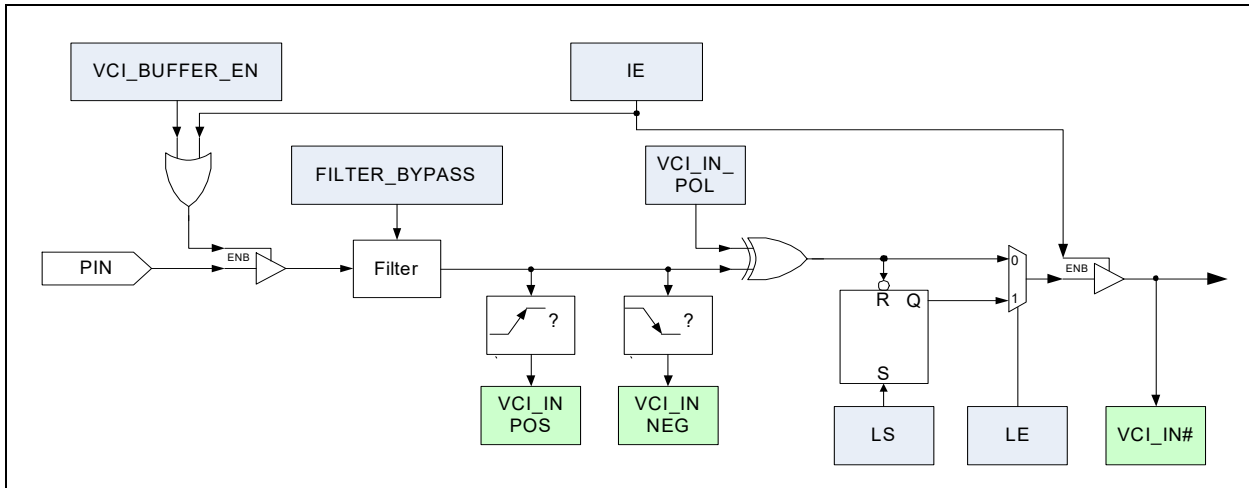 VCI_BUFFER_EN
IE
FILTER_BYPASS
VCI_IN_
POL
PIN
ENB
Filter
0
1
ENB
?
?
R
Q
S
VCI_IN
POS
VCI_IN
NEG
LS
LE
VCI_IN#